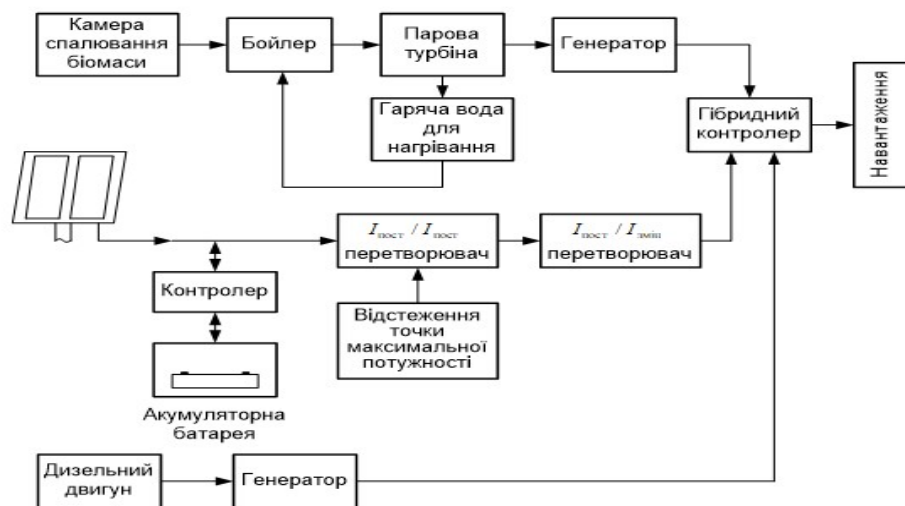 Камера
спалювання
біомаси
Бойлер
Парова
турбіна
Генератор
Гаряча вода
для
нагрівання
Гібридний
контролер
Навантаження
Iпост / Iпост
перетворювач
Iпост / Iзмін
перетворювач
Контролер
Відстеження
точки
максимальної
потужності
Акумуляторна
батарея
Дизельний
двигун
Генератор